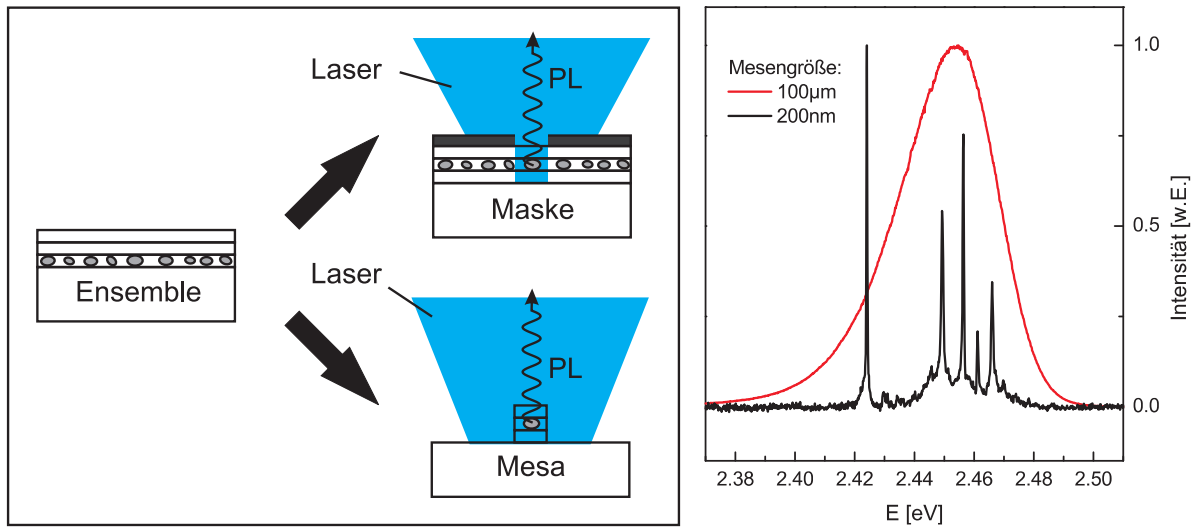 Laser
PL
Maske
Ensemble
Laser
PL
Mesa
Mesengröße:
100µm
200nm
1.0
0.5
0.0
Intensität [w.E.]
2.38 2.40 2.42 2.44 2.46 2.48 2.50
E [eV]